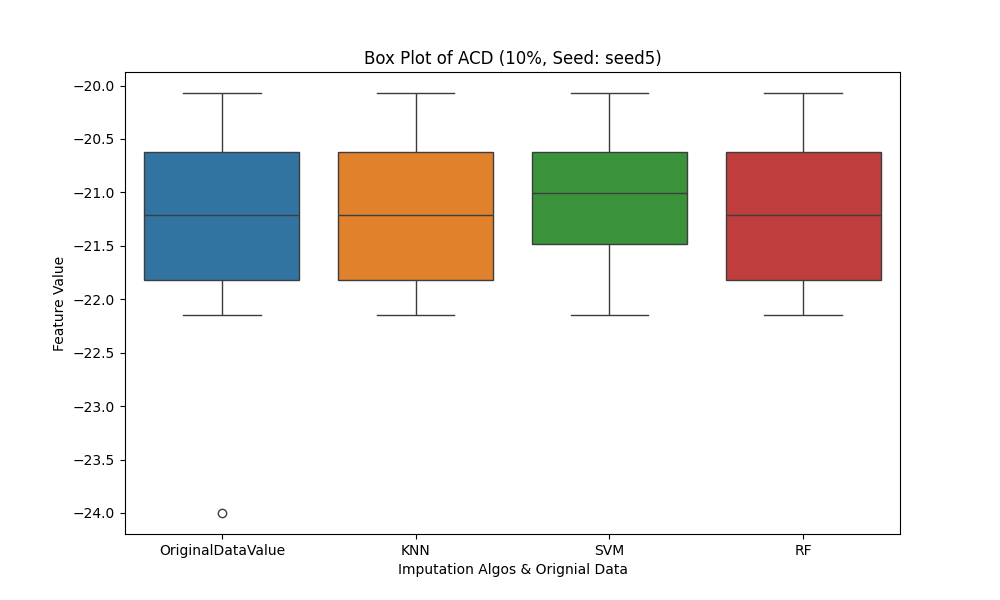 Box Plot of ACD (10%, Seed: seed5)
−20.0
−20.5
−21.0
−21.5
−22.0
−22.5
−23.0
−23.5
−24.0
Feature Value
OriginalDataValue KNN SVM RF
Imputation Algos & Orignial Data